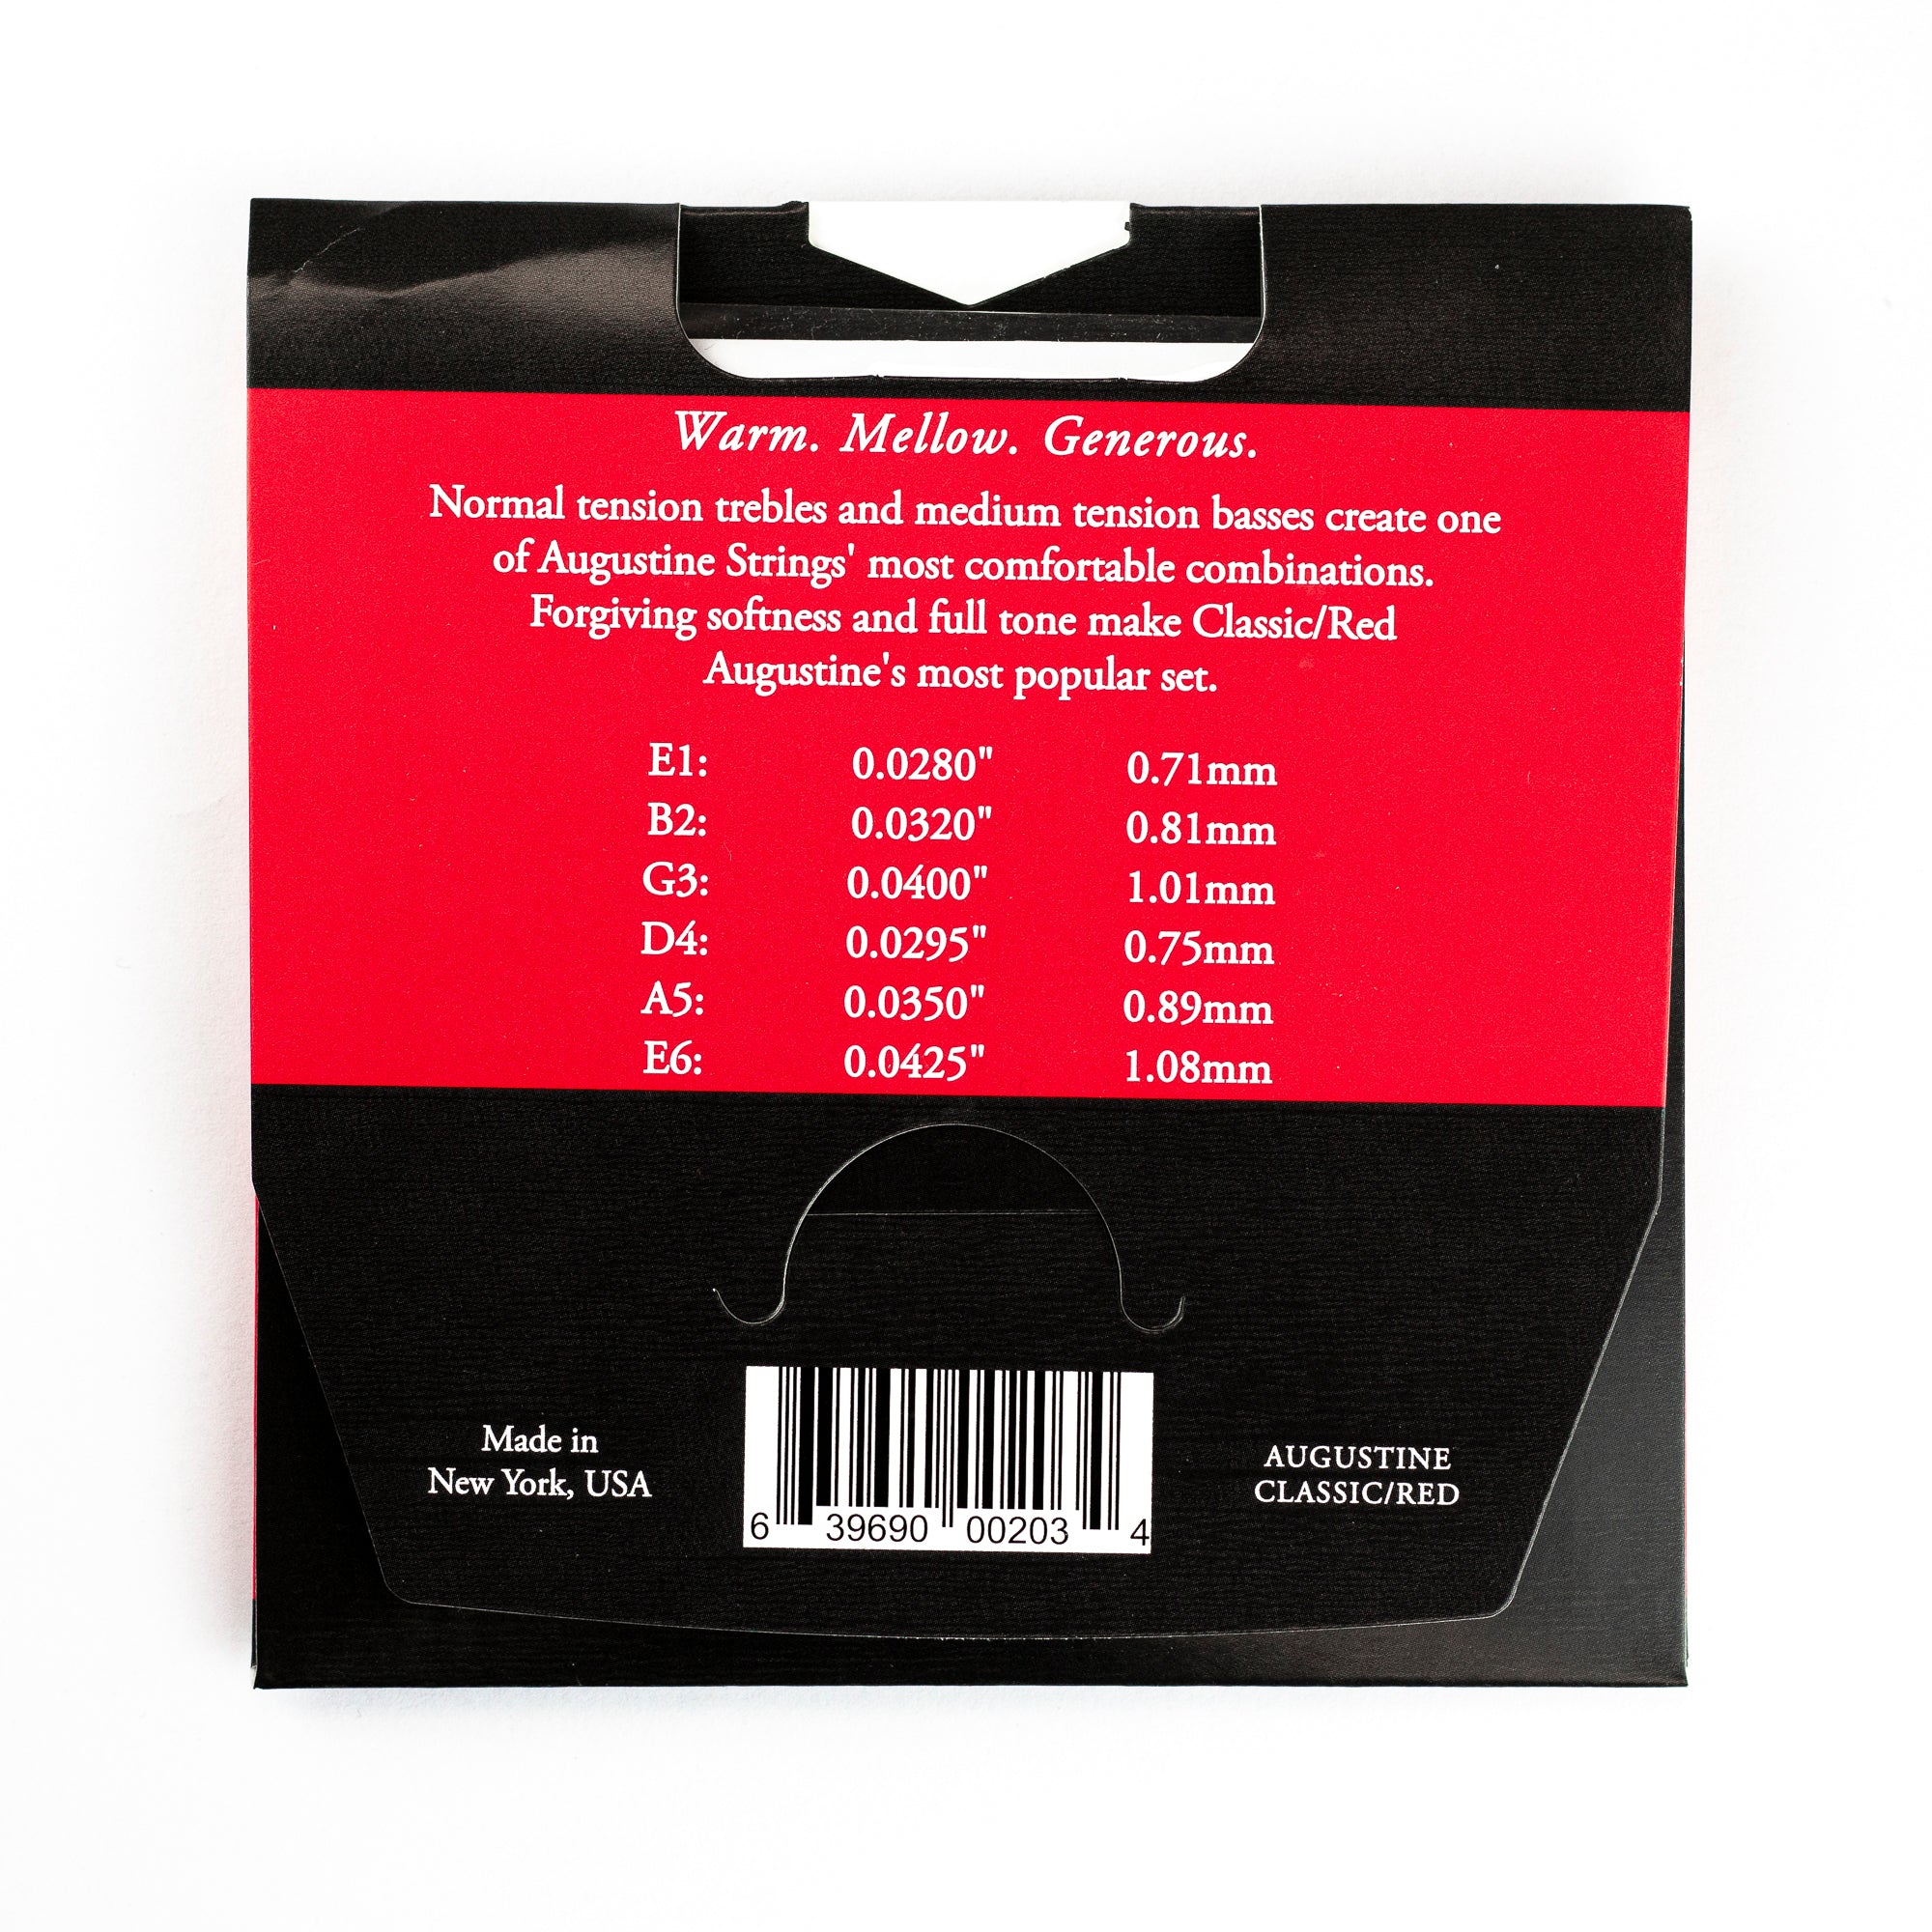 Warm. Mellow. Generous.
Normal tension trebles and medium tension basses create one
of Augustine Strings' most comfortable combinations.
Forgiving softness and full tone make Classic/Red
Augustine's most popular set.
E1: 0.0280" 0.71mm
B2: 0.0320" 0.81mm
G3: 0.0400" 1.01mm
D4: 0.0295" 0.75mm
A5: 0.0350" 0.89mm
E6: 0.0425" 1.08mm
Made in
New York, USA
6 39690 00203 4
AUGUSTINE
CLASSIC/RED